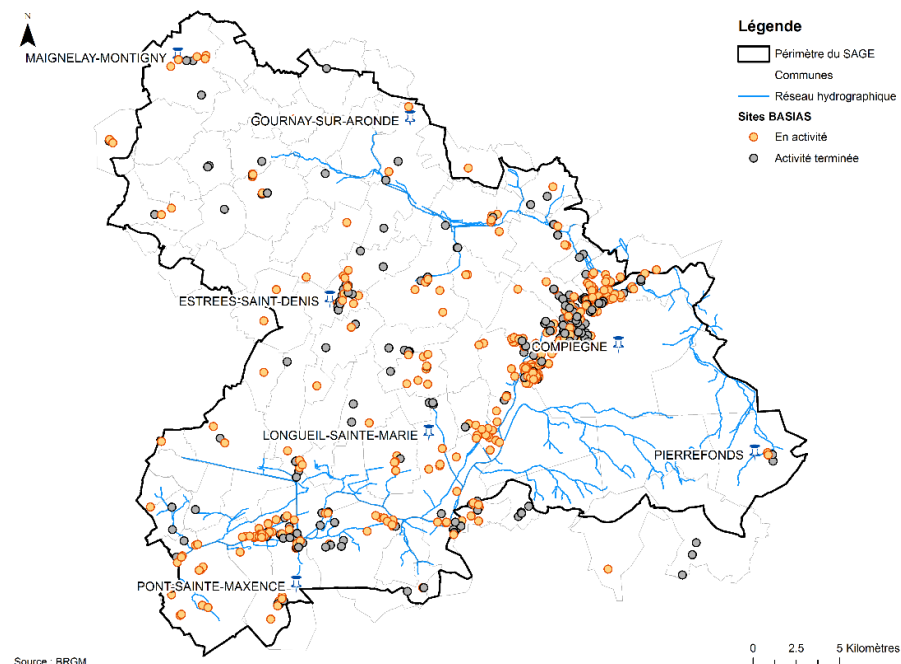 N
Légende
MAIGNELAY-MONTIGNY
Périmètre du SAGE
Communes
Réseau hydrographique
GOURNAY-SUR-ARONDE
Sites BASIAS
En activité
Activité terminée
ESTREES-SAINT-DENIS
COMPIEGNE
LONGUEIL-SAINTE-MARIE
PIERREFONDS
PONT-SAINTE-MAXENCE
Source : BRGM
0 2.5 5 Kilomètres